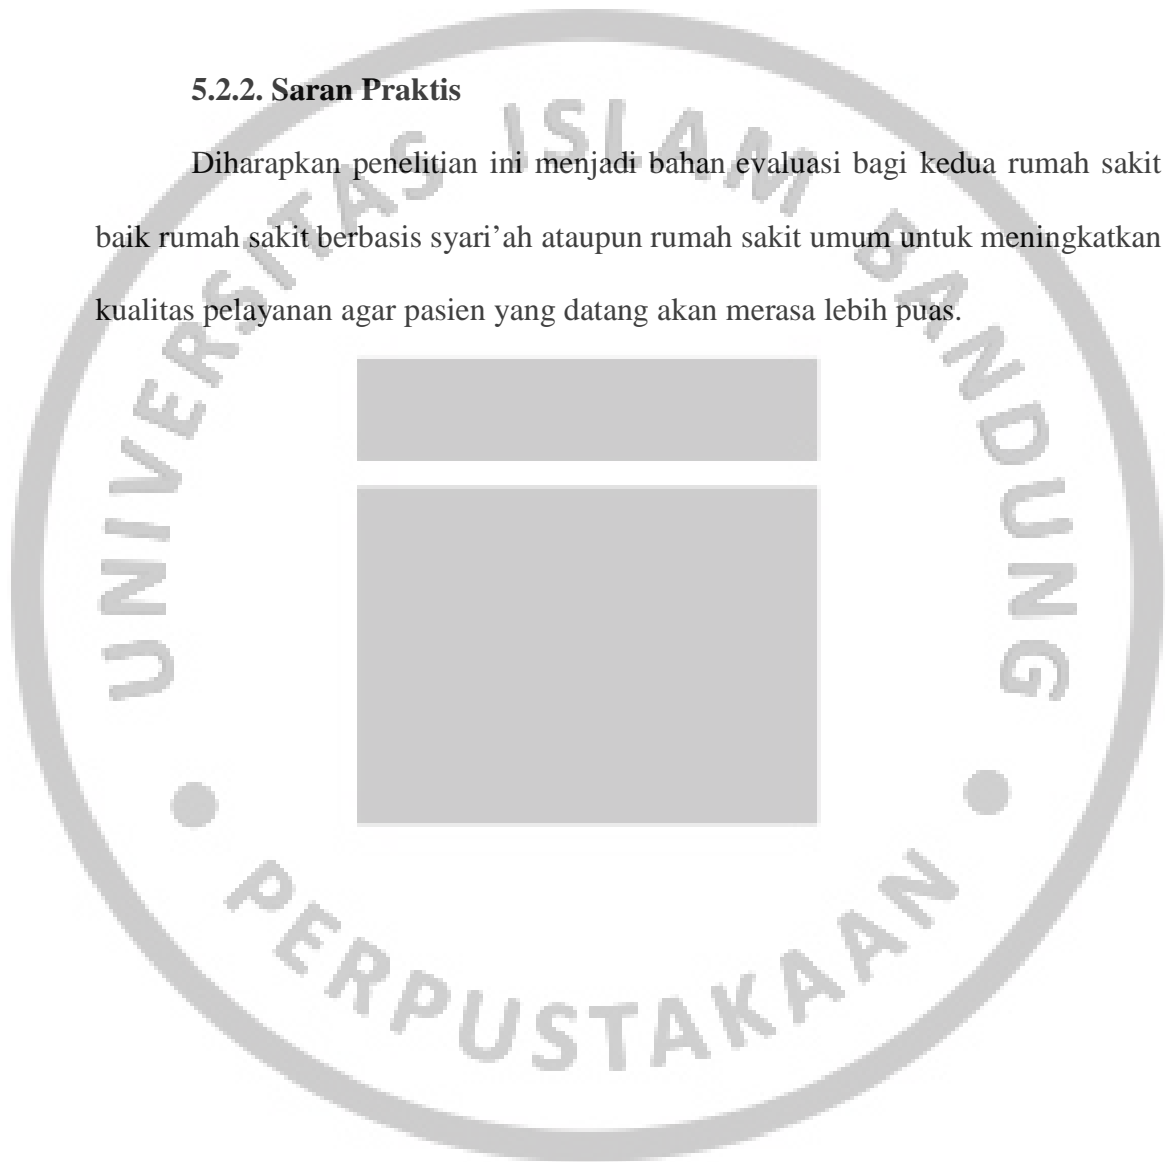 5.2.2. Saran Praktis
Diharapkan penelitian ini menjadi bahan evaluasi bagi kedua rumah sakit
baik rumah sakit berbasis syari’ah ataupun rumah sakit umum untuk meningkatkan
kualitas pelayanan agar pasien yang datang akan merasa lebih puas.
UNIVERSITAS ISLAM BANDUNG
PERPUSTAKAAN